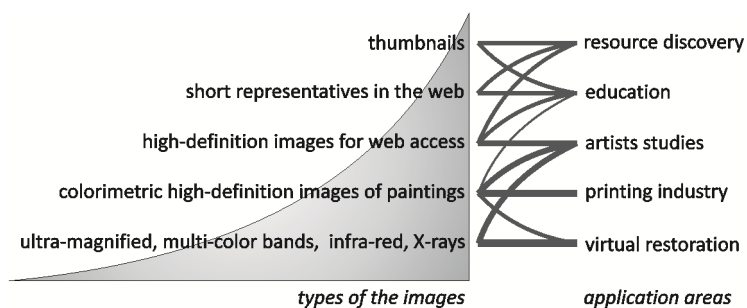 thumbnails resource discovery
short representatives in the web education
high-definition images for web access artists studies
colorimetric high-definition images of paintings printing industry
ultra-magnified, multi-color bands, infra-red, X-rays virtual restoration
types of the images application areas